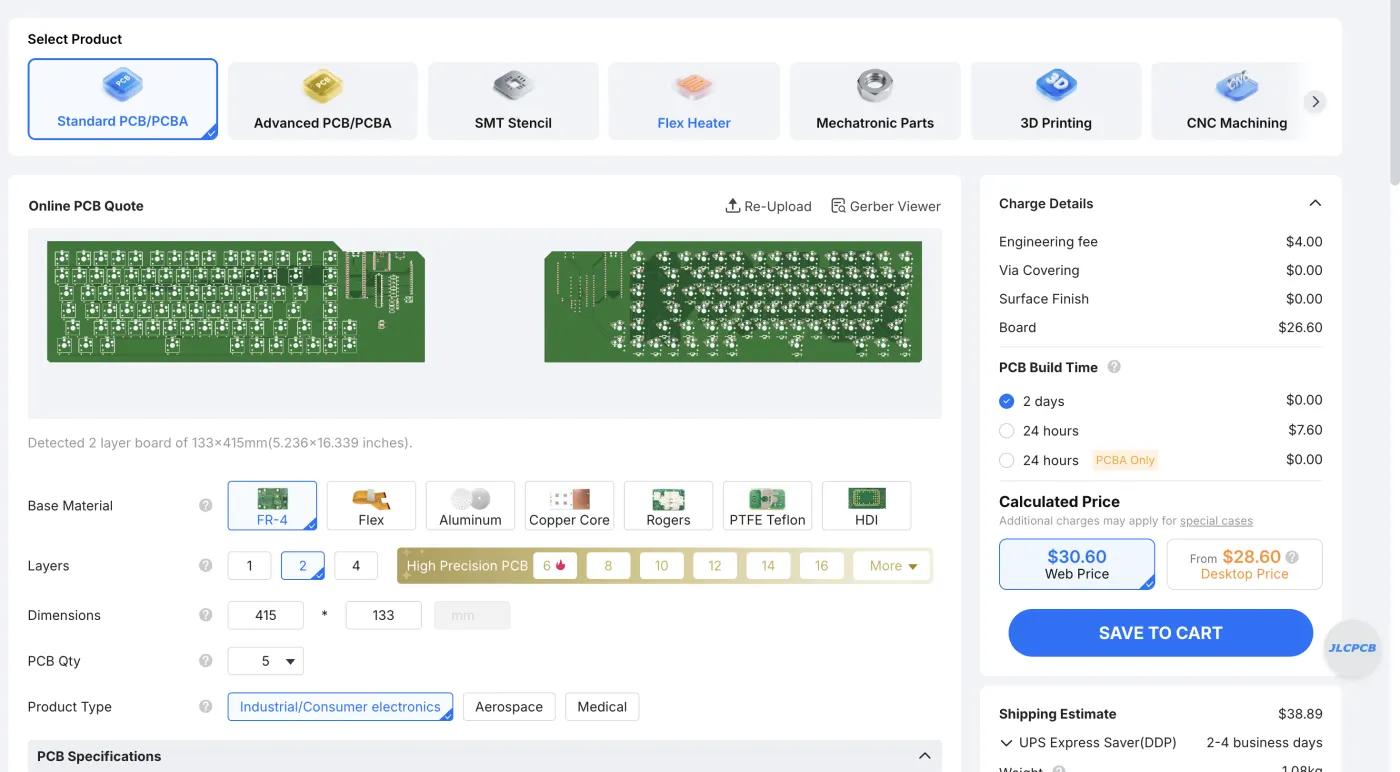 Select Product
PCB
PCB
3D
CNC
Standard PCB/PCBA
Advanced PCB/PCBA
SMT Stencil
Flex Heater
Mechatronic Parts
3D Printing
CNC Machining
Online PCB Quote
Re-Upload
Gerber Viewer
Detected 2 layer board of 133×415mm(5.236×16.339 inches).
Base Material
FR-4
Flex
Aluminum
Copper Core
Rogers
PTFE Teflon
HDI
Layers
1
2
4
High Precision PCB
6
8
10
12
14
16
More
Dimensions
415
*
133
mm
PCB Qty
5
Product Type
Industrial/Consumer electronics
Aerospace
Medical
PCB Specifications
Charge Details
Engineering fee $4.00
Via Covering $0.00
Surface Finish $0.00
Board $26.60
PCB Build Time
2 days $0.00
24 hours $7.60
24 hours PCBA Only $0.00
Calculated Price
Additional charges may apply for special cases
$30.60
Web Price
From $28.60
Desktop Price
SAVE TO CART
JLCPCB
Shipping Estimate $38.89
UPS Express Saver(DDP) 2-4 business days
Weight 1.08kg